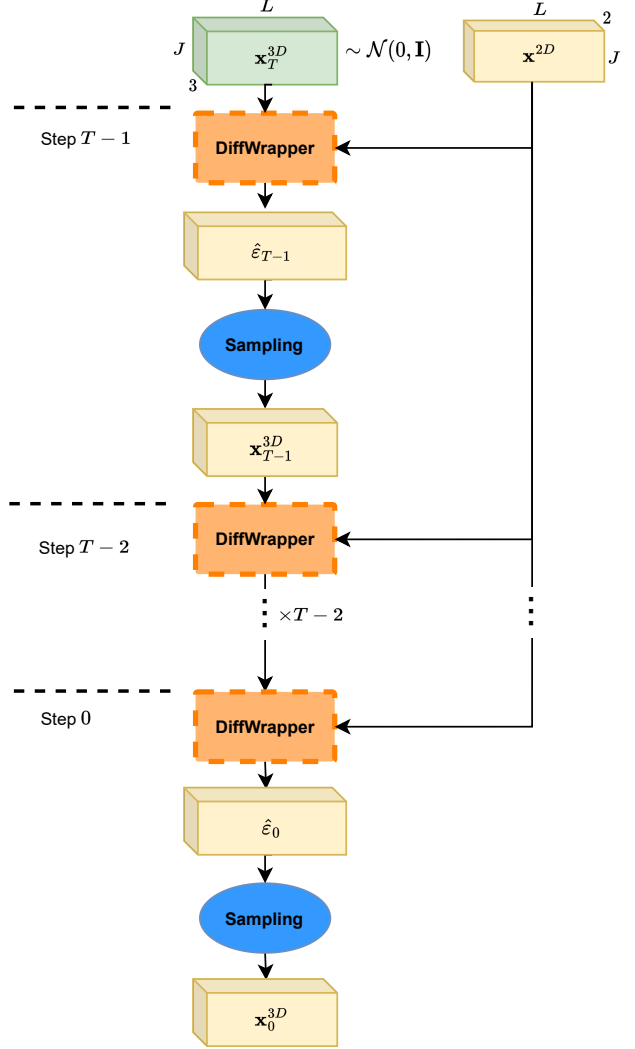 L
L
2
J
x_T^{3D}
∼ 𝒩(0, I)
x^{2D}
J
3
Step T − 1
DiffWrapper
ε̂_{T−1}
Sampling
x_{T−1}^{3D}
DiffWrapper
Step T − 2
×T − 2
Step 0
DiffWrapper
ε̂_0
Sampling
x_0^{3D}